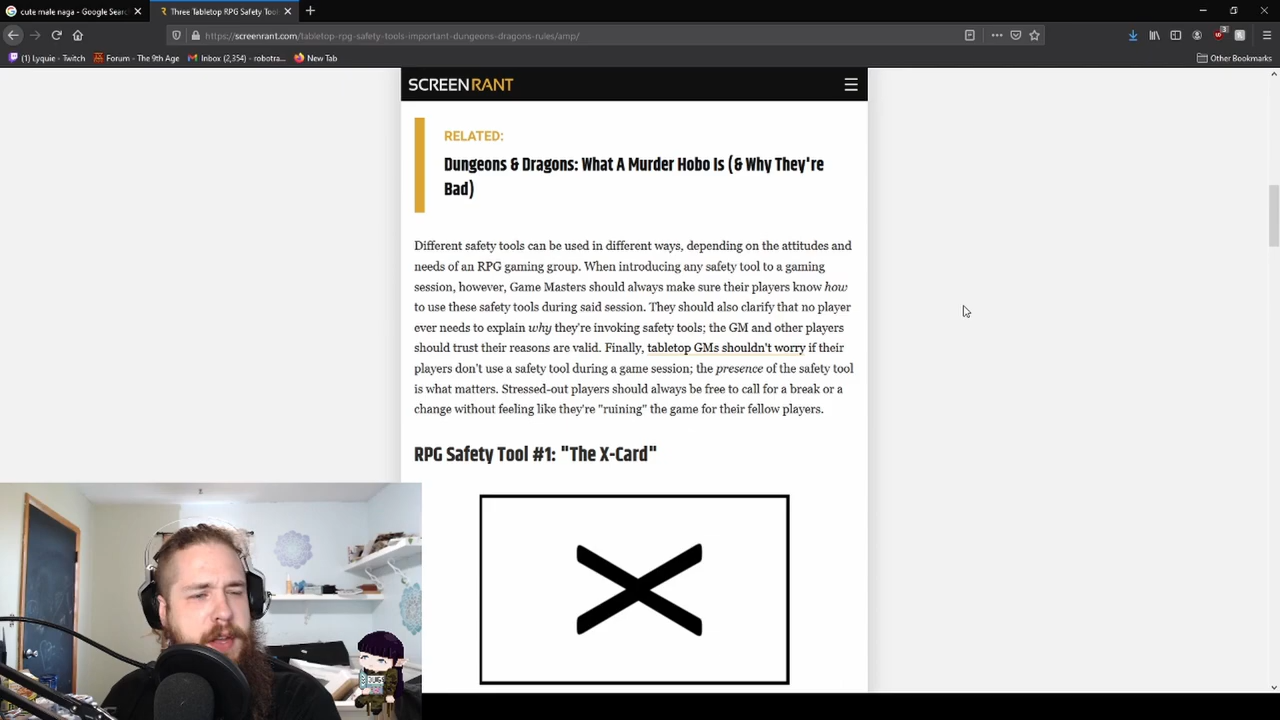 cute male naga - Google Sear
Three Tabletop RPG Safety Tool
https://screenrant.com/tabletop-rpg-safety-tools-important-dungeons-dragons-rules/amp/
(1) Lyquie - Twitch
Forum - The 9th Age
Inbox (2,354) - robotra...
New Tab
Other Bookmarks
SCREENRANT
RELATED:
Dungeons & Dragons: What A Murder Hobo Is (& Why They're
Bad)
Different safety tools can be used in different ways, depending on the attitudes and
needs of an RPG gaming group. When introducing any safety tool to a gaming
session, however, Game Masters should always make sure their players know how
to use these safety tools during said session. They should also clarify that no player
ever needs to explain why they're invoking safety tools; the GM and other players
should trust their reasons are valid. Finally, tabletop GMs shouldn't worry if their
players don't use a safety tool during a game session; the presence of the safety tool
is what matters. Stressed-out players should always be free to call for a break or a
change without feeling like they're "ruining" the game for their fellow players.
RPG Safety Tool #1: "The X-Card"